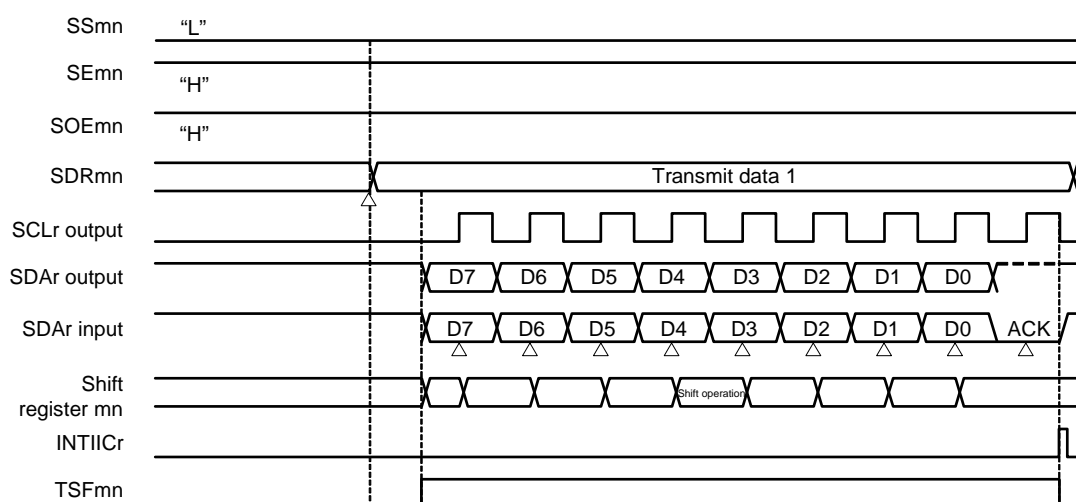 SSmn “L”
SEmn “H”
SOEmn “H”
SDRmn Transmit data 1
SCLr output
SDAr output D7 D6 D5 D4 D3 D2 D1 D0
SDAr input D7 D6 D5 D4 D3 D2 D1 D0 ACK
Shift
register mn Shift operation
INTIICr
TSFmn